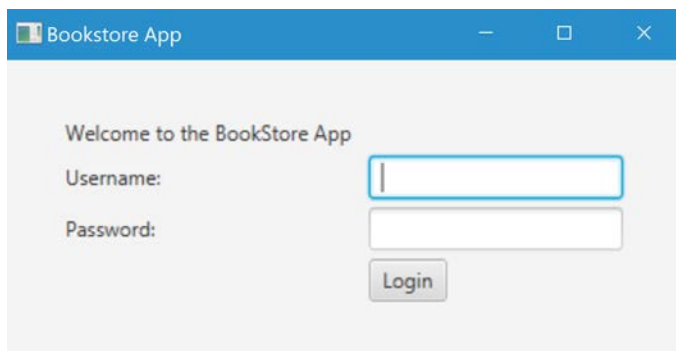 Bookstore App
Welcome to the BookStore App
Username:
Password:
Login